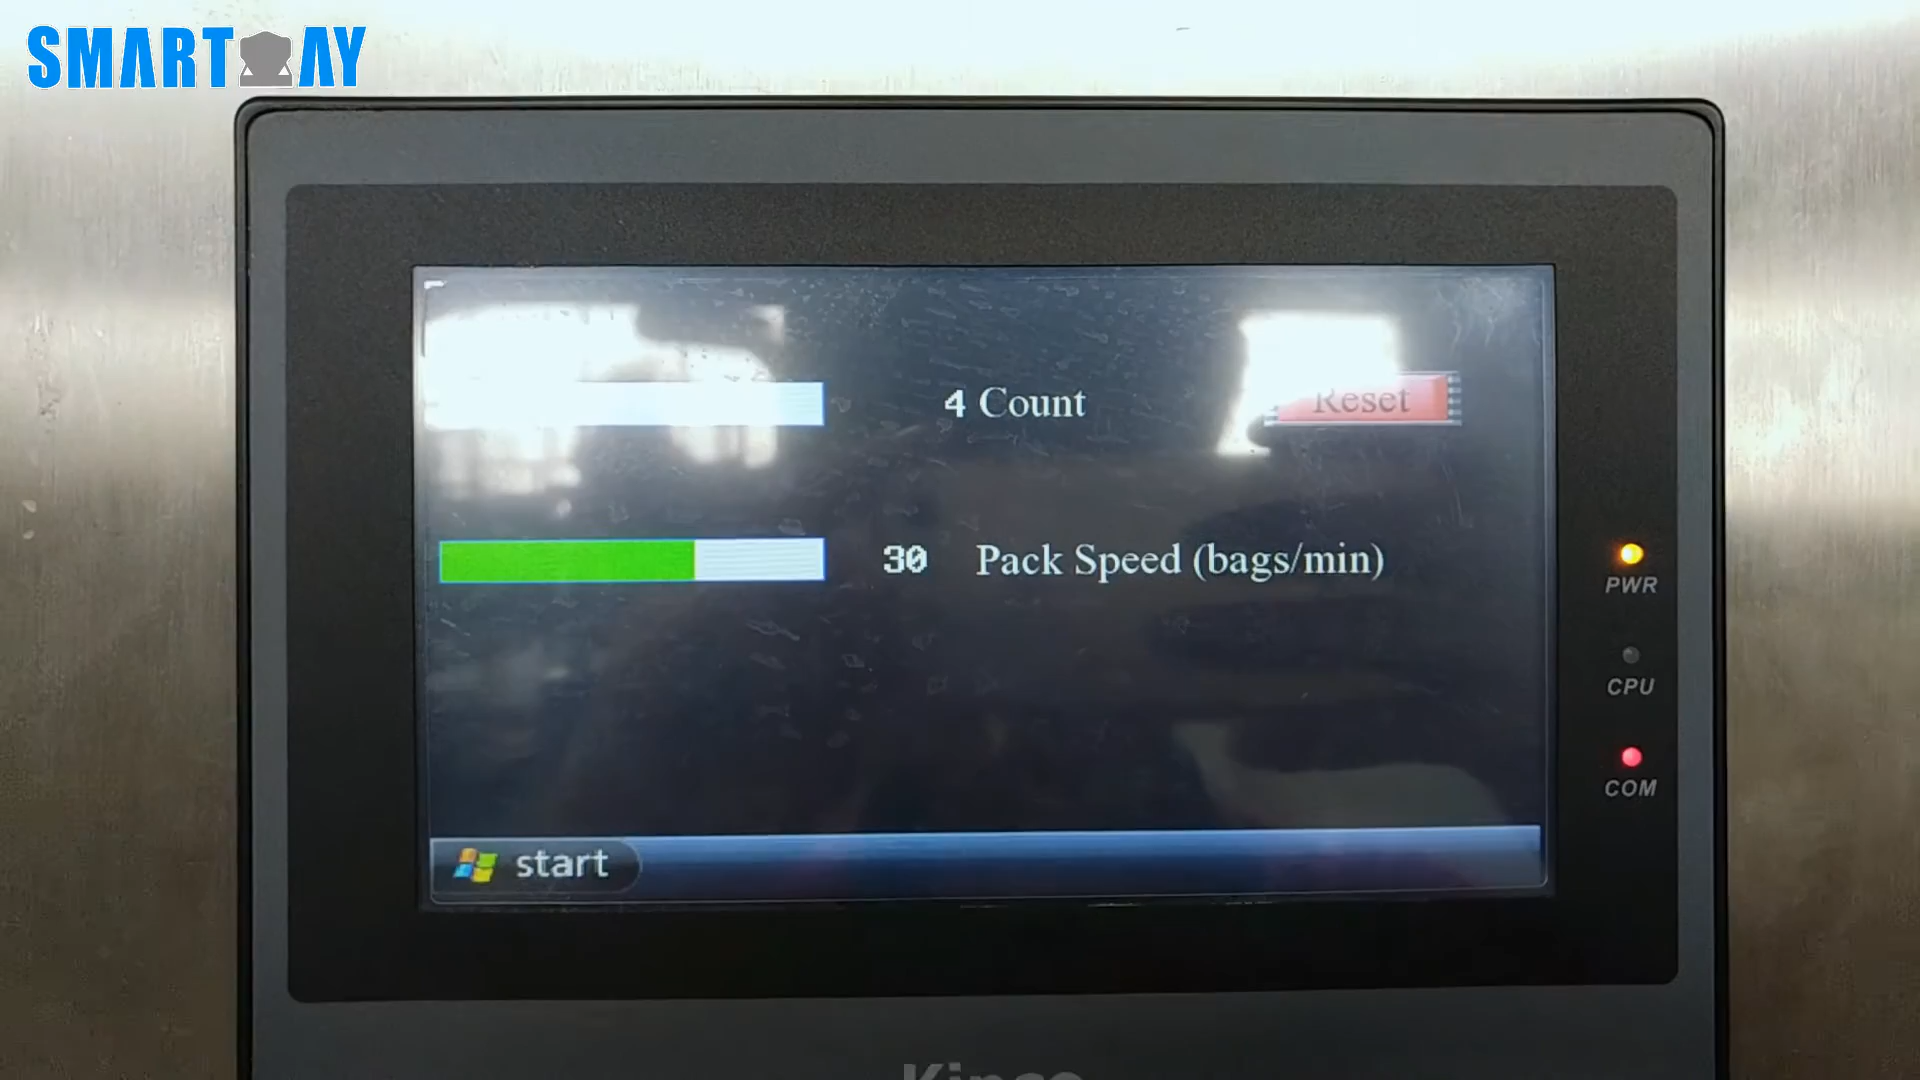 SMART AY
4 Count
Reset
30 Pack Speed (bags/min)
PWR
CPU
COM
start
Kinco